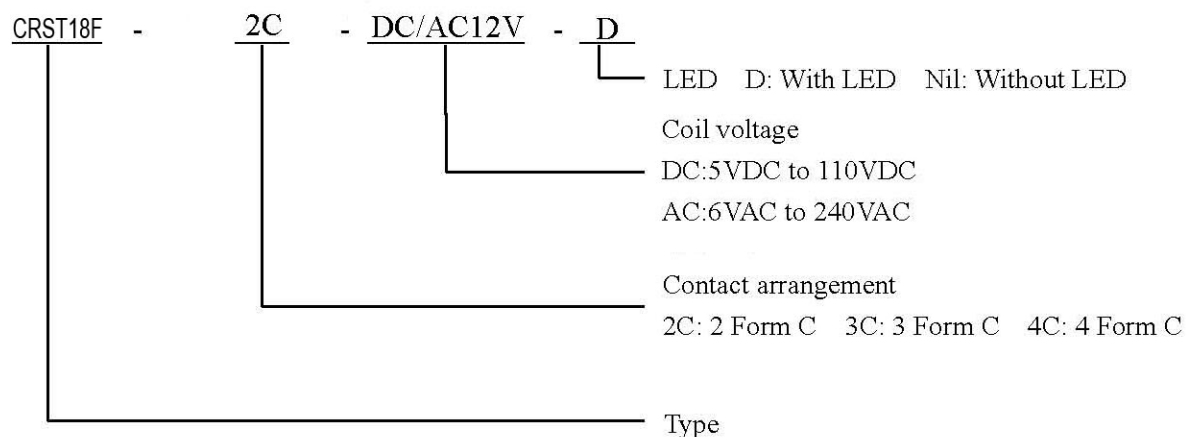 CRST18F - 2C - DC/AC12V - D
LED D: With LED Nil: Without LED
Coil voltage
DC:5VDC to 110VDC
AC:6VAC to 240VAC
Contact arrangement
2C: 2 Form C 3C: 3 Form C 4C: 4 Form C
Type